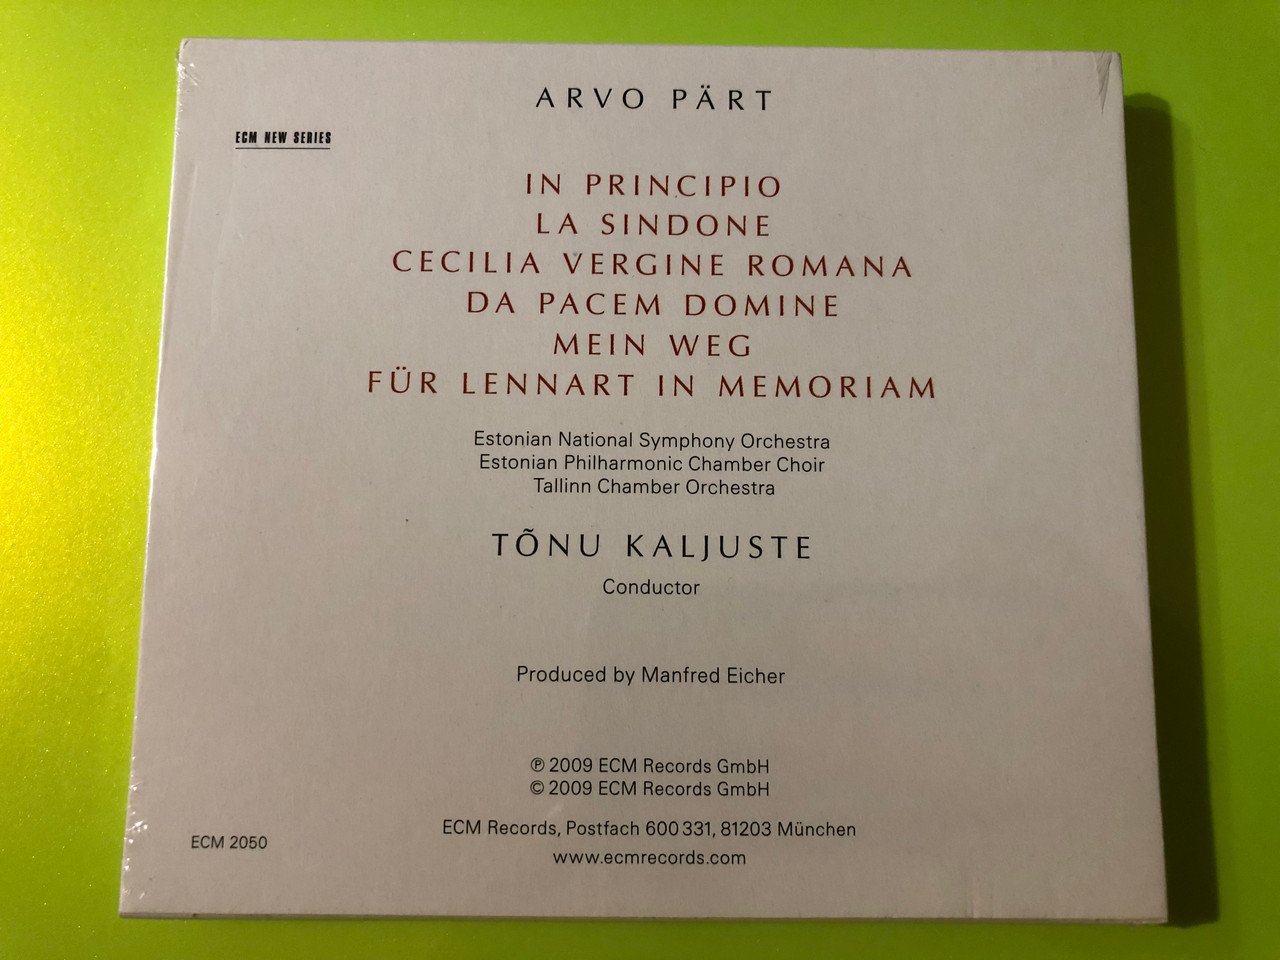 ARVO PÄRT
ECM NEW SERIES
IN PRINCIPIO
LA SINDONE
CECILIA VERGINE ROMANA
DA PACEM DOMINE
MEIN WEG
FÜR LENNART IN MEMORIAM
Estonian National Symphony Orchestra
Estonian Philharmonic Chamber Choir
Tallinn Chamber Orchestra
TÕNU KALJUSTE
Conductor
Produced by Manfred Eicher
℗ 2009 ECM Records GmbH
© 2009 ECM Records GmbH
ECM Records, Postfach 600 331, 81203 München
ECM 2050
www.ecmrecords.com